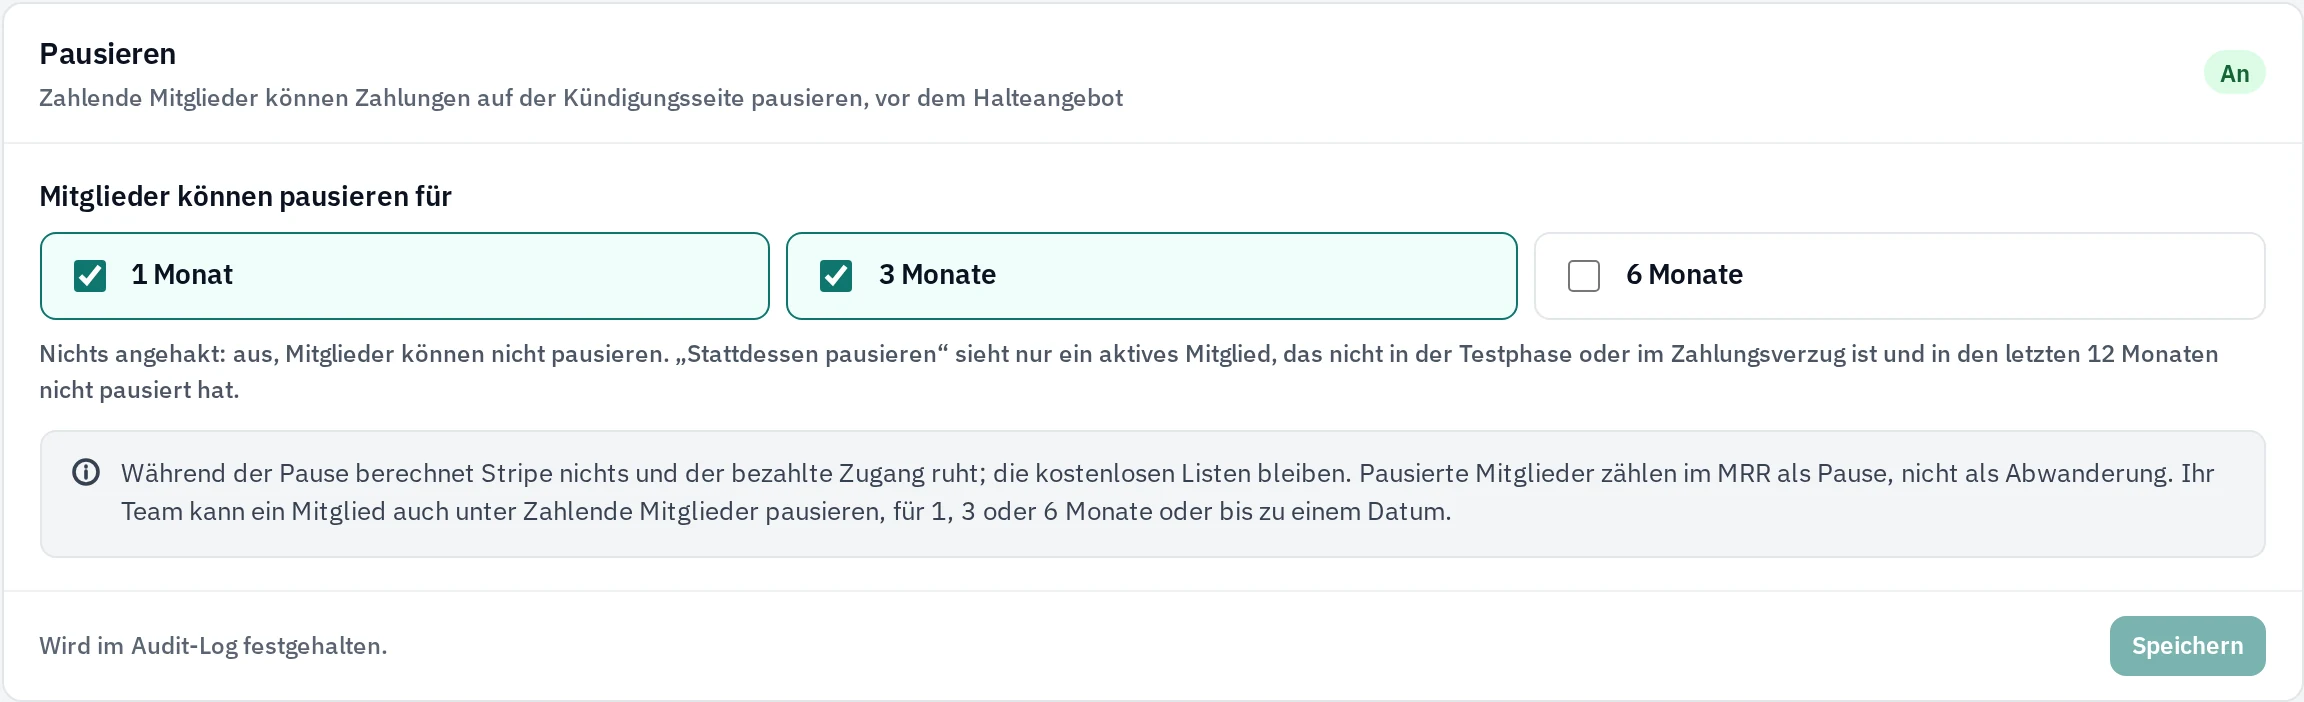 Pausieren
Zahlende Mitglieder können Zahlungen auf der Kündigungsseite pausieren, vor dem Halteangebot
An
Mitglieder können pausieren für
1 Monat
3 Monate
6 Monate
Nichts angehakt: aus, Mitglieder können nicht pausieren. „Stattdessen pausieren“ sieht nur ein aktives Mitglied, das nicht in der Testphase oder im Zahlungsverzug ist und in den letzten 12 Monaten
nicht pausiert hat.
Während der Pause berechnet Stripe nichts und der bezahlte Zugang ruht; die kostenlosen Listen bleiben. Pausierte Mitglieder zählen im MRR als Pause, nicht als Abwanderung. Ihr
Team kann ein Mitglied auch unter Zahlende Mitglieder pausieren, für 1, 3 oder 6 Monate oder bis zu einem Datum.
Wird im Audit-Log festgehalten.
Speichern